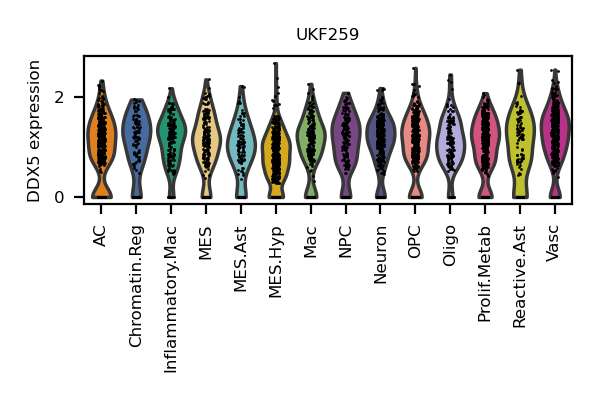 UKF259
DDX5 expression
2
0
AC
Chromatin.Reg
Inflammatory.Mac
MES
MES.Ast
MES.Hyp
Mac
NPC
Neuron
OPC
Oligo
Prolif.Metab
Reactive.Ast
Vasc